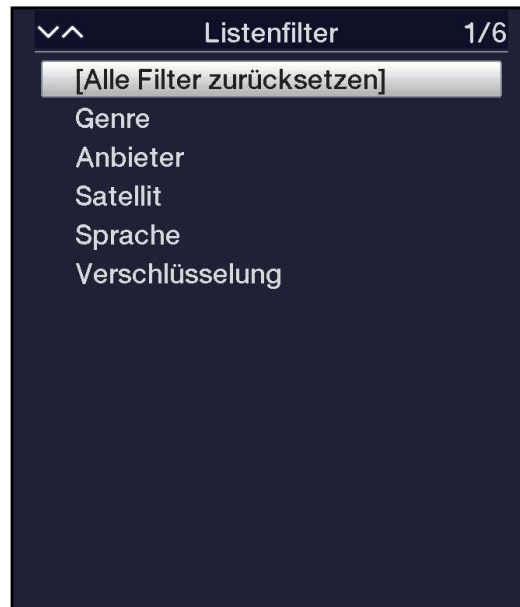 Listenfilter 1/6
[Alle Filter zurücksetzen]
Genre
Anbieter
Satellit
Sprache
Verschlüsselung